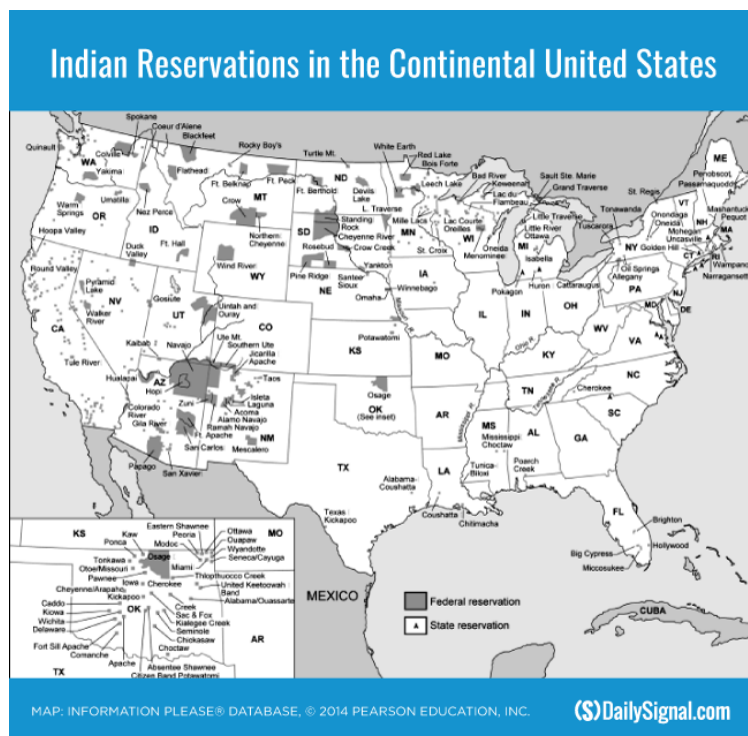 Indian Reservations in the Continental United States
Spokane
Coeur d'Alene
Blackfeet
Quinault
Colville
WA
Yakima
Flathead
Rocky Boy's
Ft. Belknap
Ft. Peck
Turtle Mt.
Ft. Berthold
ND
Devils
Lake
White Earth
Red Lake
Bois Forte
Leech Lake
L. Traverse
Mille Lacs
MN
Bad River
Keweenah
Lac du
Flambeau
Lac Courte
Oreilles
St. Croix
WI
Oneida
Menominee
Sault Ste. Marie
Grand Traverse
Little Traverse
Little River
Ottawa
MI
Isabella
Pokagon
Huron
Tonawanda
Tuscarora
St. Regis
ME
Penobscot
Passamaquoddy
VT
NH
Onondaga
Oneida
Mohegan
Uncasville
Mashantucket
Pequot
MA
NY
Golden Hill
CT
RI
Wampano
Narragansett
Oil Springs
Allegany
Cattaraugus
PA
NJ
MD
DE
Warm
Springs
Umatilla
OR
Nez Perce
ID
Crow
MT
Northern
Cheyenne
SD
Standing
Rock
Cheyenne River
Crow Creek
Rosebud
Pine Ridge
Yankton
Santee
Sioux
NE
Omaha
Winnebago
IA
Hoopa Valley
Duck
Valley
Ft. Hall
Wind River
WY
Round Valley
Pyramid
Lake
NV
Walker
River
Gosiute
UT
Uintah and
Ouray
CO
CA
Tule River
Kaibab
Navajo
Ute Mt.
Southern Ute
Jicarilla
Apache
Taos
Hualapai
AZ
Hopi
Zuni
Isleta
Laguna
Acoma
Alamo Navajo
Ramah Navajo
Colorado
River
Gila River
Ft. Apache
San Carlos
NM
Mescalero
Papago
San Xavier
Potawatomi
KS
Missouri R.
MO
IL
IN
OH
Ohio R.
KY
WV
VA
NC
Cherokee
TN
Tennessee R.
SC
Osage
OK
(See inset)
AR
Mississippi R.
MS
Mississippi
Choctaw
AL
Poarch
Creek
GA
TX
LA
Tunica-
Biloxi
Alabama-
Coushatta
Coushatta
Chitimacha
Texas
Kickapoo
FL
Brighton
Big Cypress
Hollywood
Miccosukee
MEXICO
CUBA
KS
MO
Kaw
Ponca
Eastern Shawnee
Peoria
Modoc
Ottawa
Quapaw
Wyandotte
Seneca/Cayuga
Miami
Osage
Tonkawa
Otoe/Missouri
Pawnee
Iowa
Cherokee
Cheyenne/Arapaho
Kickapoo
Thlopthuocco Creek
United Keetoowah
Band
Alabama/Quassarte
Caddo
Kiowa
Wichita
Delaware
OK
Creek
Sac & Fox
Kialegee Creek
Seminole
Chickasaw
Choctaw
Fort Sill Apache
Comanche
Apache
Absentee Shawnee
Citizen Band Potawatomi
AR
TX
Federal reservation
State reservation
MAP: INFORMATION PLEASE® DATABASE, © 2014 PEARSON EDUCATION, INC.
(S) DailySignal.com